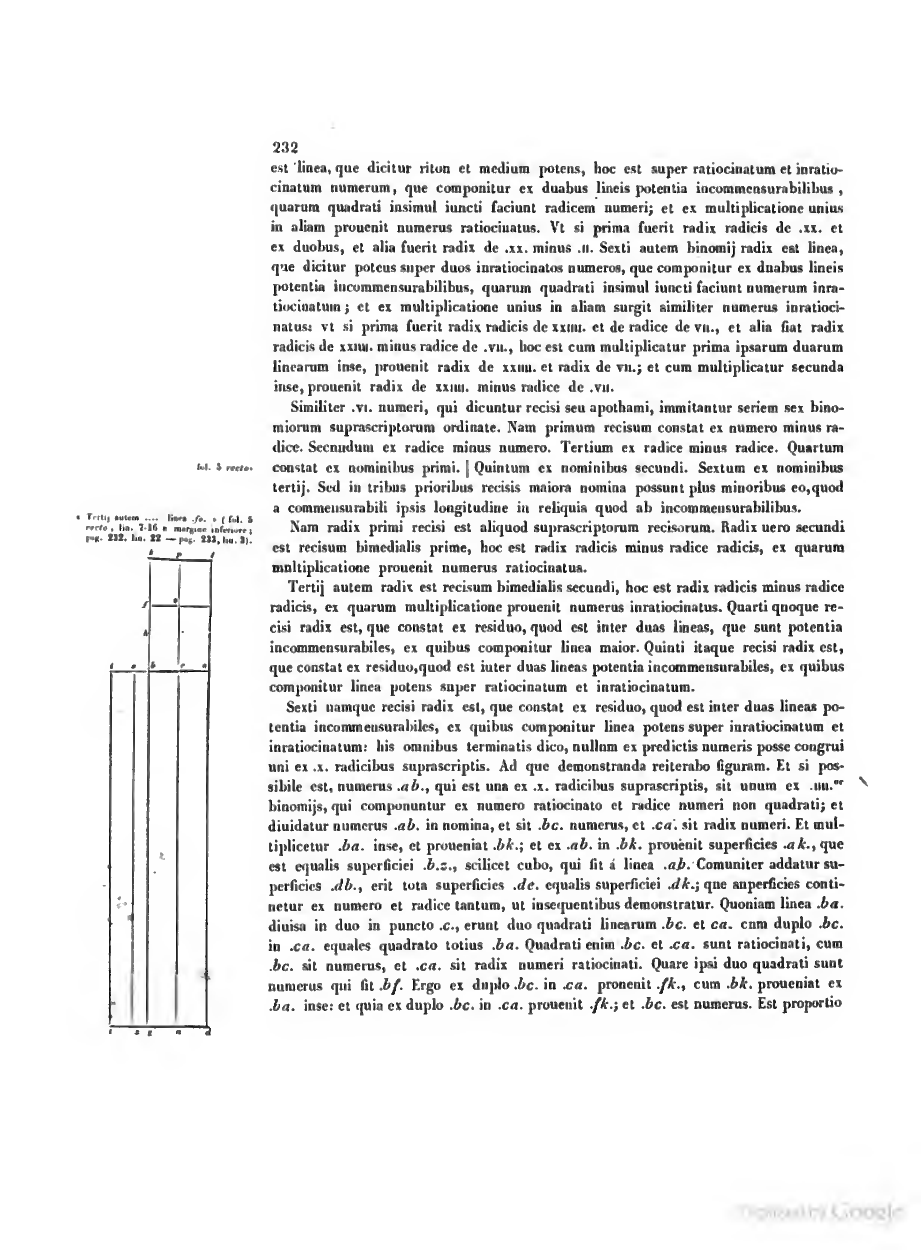 232
est linea, que dicitur riton et medium potens, hoc est super ratiocinatum et inratio-
cinatum numerum, que componitur ex duabus lineis potentia incommensurabilibus ,
quarum quadrati insimul iuncti faciunt radicem numeri; et ex multiplicatione unius
in aliam prouenit numerus ratiocinatus. Vt si prima fuerit radix radicis de .xx. et
ex duobus, et alia fuerit radix de .xx. minus .II. Sexti autem binomij radix est linea,
que dicitur poteus super duos inratiocinatos numeros, que componitur ex duabus lineis
potentia incommensurabilibus, quarum quadrati insimul iuncti faciunt numerum inra-
tiocinatum; et ex multiplicatione unius in aliam surgit similiter numerus inratioci-
natus: vt si prima fuerit radix radicis de XXIIII. et de radice de VII., et alia fiat radix
radicis de XXIIII. minus radice de .VII., hoc est cum multiplicatur prima ipsarum duarum
linearum inse, prouenit radix de XXIIII. et radix de VII.; et cum multiplicatur secunda
inse, prouenit radix de XXIIII. minus radice de .VII.
Similiter .VI. numeri, qui dicuntur recisi seu apothami, immitantur seriem sex bino-
miorum suprascriptorum ordinate. Nam primum recisum constat ex numero minus ra-
dice. Secundum ex radice minus numero. Tertium ex radice minus radice. Quartum
fol. 5 recto.
constat ex nominibus primi. | Quintum ex nominibus secundi. Sextum ex nominibus
tertij. Sed in tribus prioribus recisis maiora nomina possunt plus minoribus eo, quod
a commensurabili ipsis longitudine in reliquia quod ab incommensurabilibus.
« Tertij autem .... linea .fo. » ( fol. 5
recto , lin. 7-16 e margine inferiore ;
pag. 232, lin. 22 — pag. 233, lin. 3).
Nam radix primi recisi est aliquod suprascriptorum recisorum. Radix uero secundi
est recisum bimedialis prime, hoc est radix radicis minus radice radicis, ex quarum
multiplicatione prouenit numerus ratiocinatus.
Tertij autem radix est recisum bimedialis secundi, hoc est radix radicis minus radice
radicis, ex quarum multiplicatione prouenit numerus inratiocinatus. Quarti quoque re-
cisi radix est, que constat ex residuo, quod est inter duas lineas, que sunt potentia
incommensurabiles, ex quibus componitur linea maior. Quinti itaque recisi radix est,
que constat ex residuo, quod est iuter duas lineas potentia incommensurabiles, ex quibus
componitur linea potens super ratiocinatum et inratiocinatum.
Sexti namque recisi radix est, que constat ex residuo, quod est inter duas lineas po-
tentia incommensurabiles, ex quibus componitur linea potens super inratiocinatum et
inratiocinatum: his omnibus terminatis dico, nullum ex predictis numeris posse congrui
uni ex .x. radicibus suprascriptis. Ad que demonstranda reiterabo figuram. Et si pos-
sibile est, numerus .ab., qui est una ex .x. radicibus suprascriptis, sit unum ex .IIII.or
binomijs, qui componuntur ex numero ratiocinato et radice numeri non quadrati; et
diuidatur numerus .ab. in nomina, et sit .bc. numerus, et .ca. sit radix numeri. Et mul-
tiplicetur .ba. inse, et proueniat .bk.; et ex .ab. in .bk. prouenit superficies .ak., que
est equalis superficiei .b.z., scilicet cubo, qui fit á linea .ab. Comuniter addatur su-
perficies .db., erit tota superficies .de. equalis superficiei .dk.; que superficies conti-
netur ex numero et radice tantum, ut insequentibus demonstratur. Quoniam linea .ba.
diuisa in duo in puncto .c., erunt duo quadrati linearum .bc. et ca. cum duplo .bc.
in .ca. equales quadrato totius .ba. Quadrati enim .bc. et .ca. sunt ratiocinati, cum
.bc. sit numerus, et .ca. sit radix numeri ratiocinati. Quare ipsi duo quadrati sunt
numerus qui fit .bf. Ergo ex duplo .bc. in .ca. prouenit .fk., cum .bk. proueniat ex
.ba. inse: et quia ex duplo .bc. in .ca. prouenit .fk.; et .bc. est numerus. Est proportio
Google